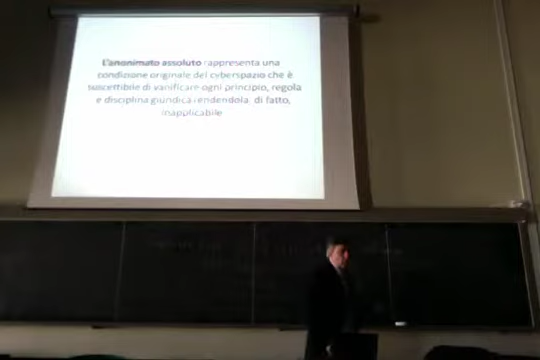 L'anonimato assoluto rappresenta una
condizione originale del cyberspazio che è
suscettibile di vanificare ogni principio, regola
e disciplina giuridica rendendola, di fatto,
inapplicabile